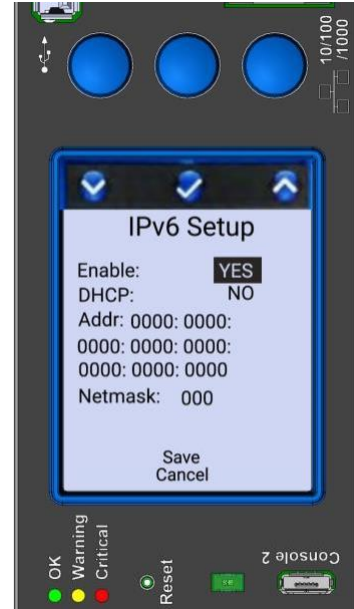 10/100
/1000
IPv6 Setup
Enable: YES
DHCP: NO
Addr: 0000: 0000:
0000: 0000: 0000:
0000: 0000: 0000
Netmask: 000
Save
Cancel
OK
Warning
Critical
Reset
Console 2